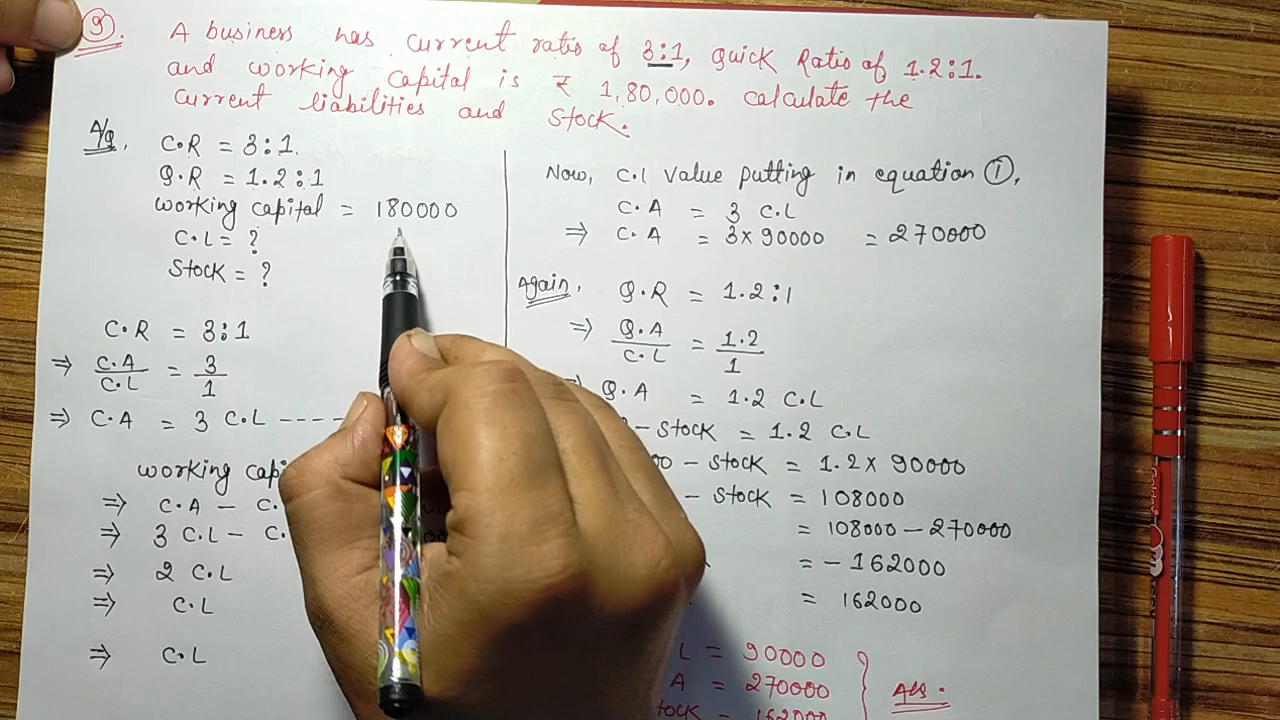 9. A business has current ratio of 3:1, Quick Ratio of 1.2:1.
and working capital is ₹ 1,80,000. calculate the
current liabilities and stock.
A/q, C.R = 3:1.
Q.R = 1.2:1
working capital = 180000
C.L = ?
Stock = ?
C.R = 3:1
⇒ C.A / C.L = 3 / 1
⇒ C.A = 3 C.L ----
working
⇒ C.A – C.
⇒ 3 C.L – C.
⇒ 2 C.L
⇒ C.L
⇒ C.L
Now, C.L value putting in equation ①,
C.A = 3 C.L
⇒ C.A = 3×90000 = 270000
Again, Q.R = 1.2:1
⇒ Q.A / C.L = 1.2 / 1
⇒ Q.A = 1.2 C.L
– Stock = 1.2 C.L
– Stock = 1.2 × 90000
– Stock = 108000
= 108000 – 270000
= – 162000
= 162000
L = 90000
A = 270000
162000
Ans.